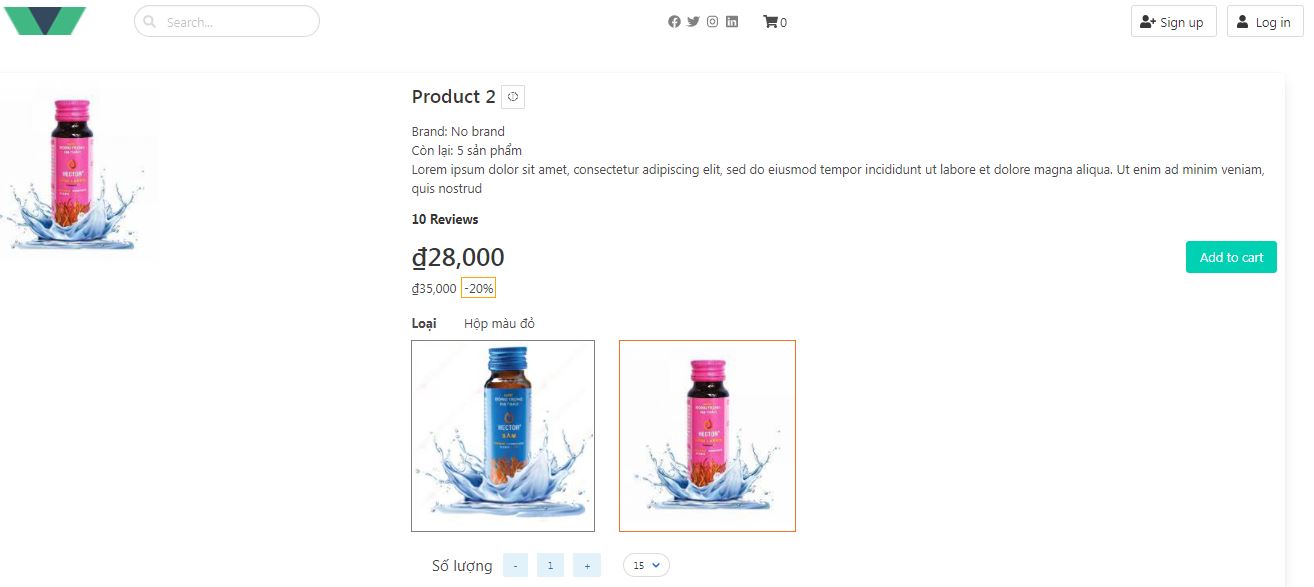 Search...
0
Sign up
Log in
Product 2
Brand: No brand
Còn lại: 5 sản phẩm
Lorem ipsum dolor sit amet, consectetur adipiscing elit, sed do eiusmod tempor incididunt ut labore et dolore magna aliqua. Ut enim ad minim veniam,
quis nostrud
10 Reviews
₫28,000
Add to cart
₫35,000 -20%
Loại Hộp màu đỏ
HECTOR
HECTOR
SÂM
HECTOR
Số lượng - 1 + 15